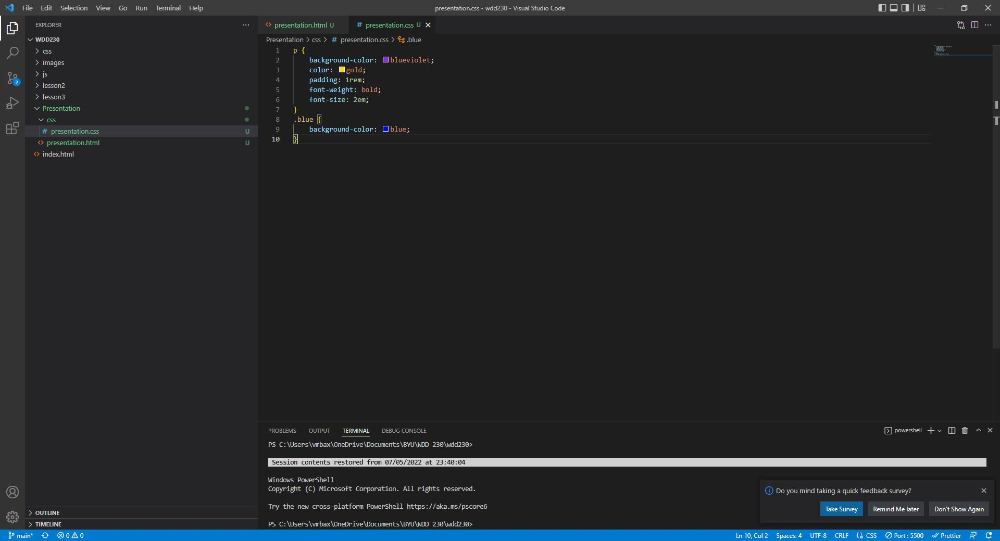 File Edit Selection View Go Run Terminal Help
presentation.css - wdd230 - Visual Studio Code
EXPLORER
WDD230
css
images
js
lesson2
lesson3
Presentation
css
# presentation.css U
<> presentation.html U
<> index.html
OUTLINE
TIMELINE
2
<> presentation.html U # presentation.css U
Presentation > css > # presentation.css > .blue
1 p {
2 background-color: blueviolet;
3 color: gold;
4 padding: 1rem;
5 font-weight: bold;
6 font-size: 2em;
7 }
8 .blue {
9 background-color: blue;
10 }
PROBLEMS OUTPUT TERMINAL DEBUG CONSOLE
powershell
PS C:\Users\vmbax\OneDrive\Documents\BYU\WDD 230\wdd230>
Session contents restored from 07/05/2022 at 23:40:04
Windows PowerShell
Copyright (C) Microsoft Corporation. All rights reserved.
Try the new cross-platform PowerShell https://aka.ms/pscore6
PS C:\Users\vmbax\OneDrive\Documents\BYU\WDD 230\wdd230>
Do you mind taking a quick feedback survey?
Take Survey Remind Me later Don't Show Again
main* 0 0
Ln 10, Col 2 Spaces: 4 UTF-8 CRLF CSS Port : 5500 Prettier